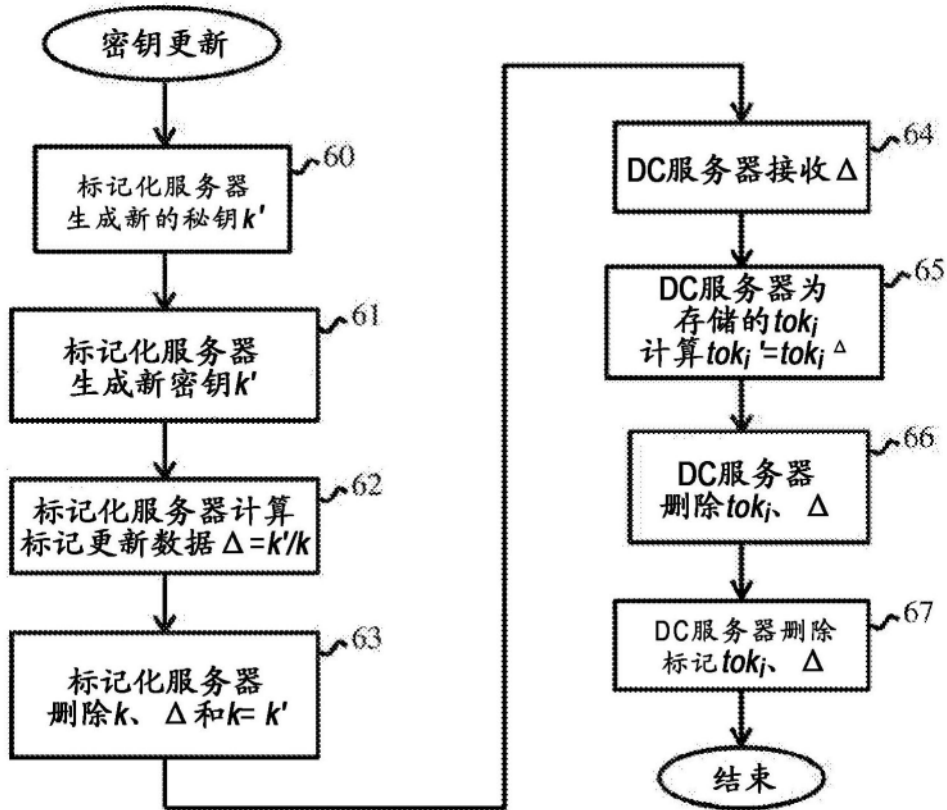 密钥更新
60
标记化服务器
生成新的秘钥k'
61
标记化服务器
生成新密钥k'
62
标记化服务器计算
标记更新数据Δ=k'/k
63
标记化服务器
删除k、Δ和k= k'
64
DC服务器接收Δ
65
DC服务器为
存储的tokᵢ
计算tokᵢ'=tokᵢ^Δ
66
DC服务器
删除tokᵢ、Δ
67
DC服务器删除
标记tokᵢ、Δ
结束